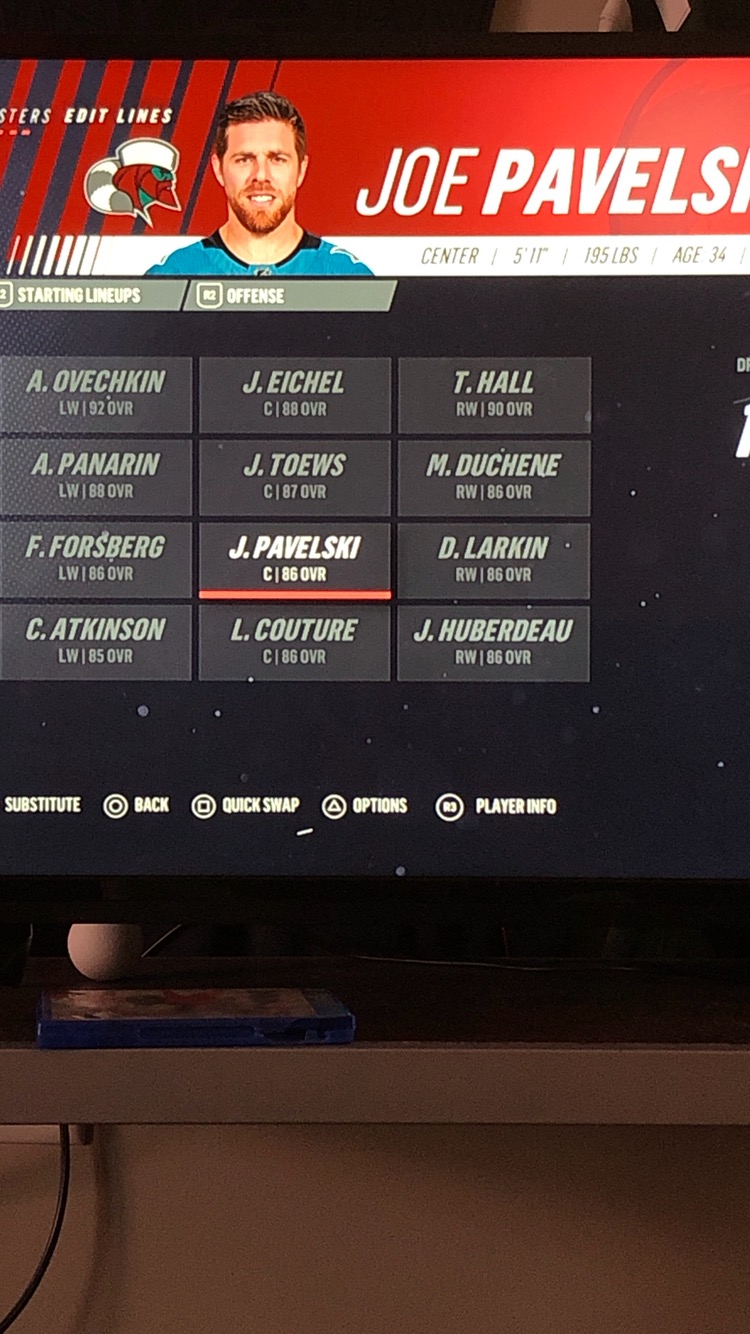 STERS EDIT LINES
JOE PAVELSKI
CENTER | 5'11" | 195 LBS | AGE 34 |
STARTING LINEUPS R2 OFFENSE
A. OVECHKIN J. EICHEL T. HALL
LW | 92 OVR C | 88 OVR RW | 90 OVR
A. PANARIN J. TOEWS M. DUCHENE
LW | 88 OVR C | 87 OVR RW | 86 OVR
F. FORSBERG J. PAVELSKI D. LARKIN
LW | 86 OVR C | 86 OVR RW | 86 OVR
C. ATKINSON L. COUTURE J. HUBERDEAU
LW | 85 OVR C | 86 OVR RW | 86 OVR
SUBSTITUTE BACK QUICK SWAP OPTIONS R3 PLAYER INFO